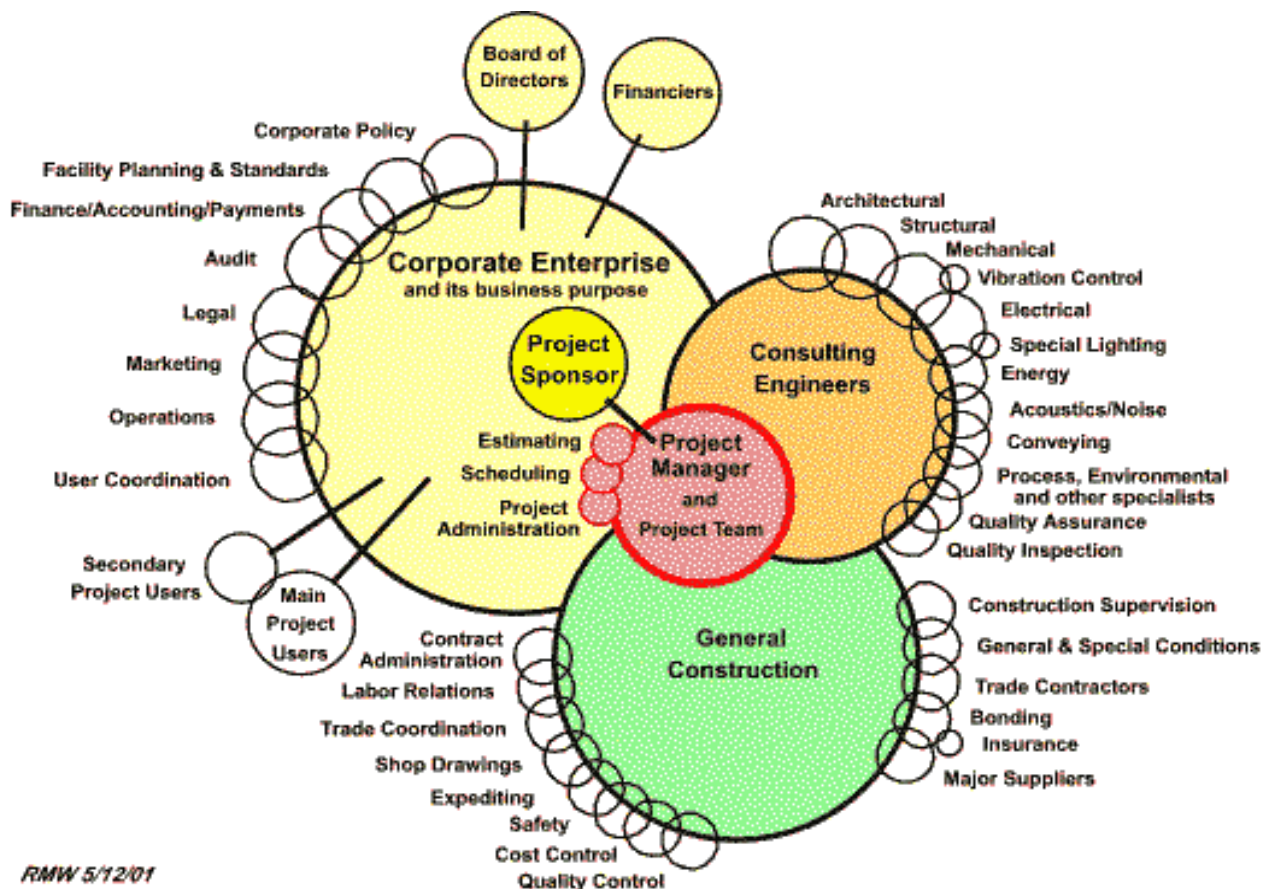 Board of
Directors
Financiers
Corporate Policy
Facility Planning & Standards
Finance/Accounting/Payments
Audit
Legal
Marketing
Operations
User Coordination
Secondary
Project Users
Main
Project
Users
Corporate Enterprise
and its business purpose
Project
Sponsor
Estimating
Scheduling
Project
Administration
Project
Manager
and
Project Team
Consulting
Engineers
Architectural
Structural
Mechanical
Vibration Control
Electrical
Special Lighting
Energy
Acoustics/Noise
Conveying
Process, Environmental
and other specialists
Quality Assurance
Quality Inspection
General
Construction
Construction Supervision
General & Special Conditions
Trade Contractors
Bonding
Insurance
Major Suppliers
Contract
Administration
Labor Relations
Trade Coordination
Shop Drawings
Expediting
Safety
Cost Control
Quality Control
RMW 5/12/01